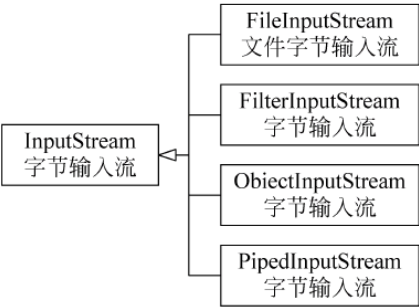 InputStream
字节输入流
FileInputStream
文件字节输入流
FilterInputStream
字节输入流
ObiectInputStream
字节输入流
PipedInputStream
字节输入流